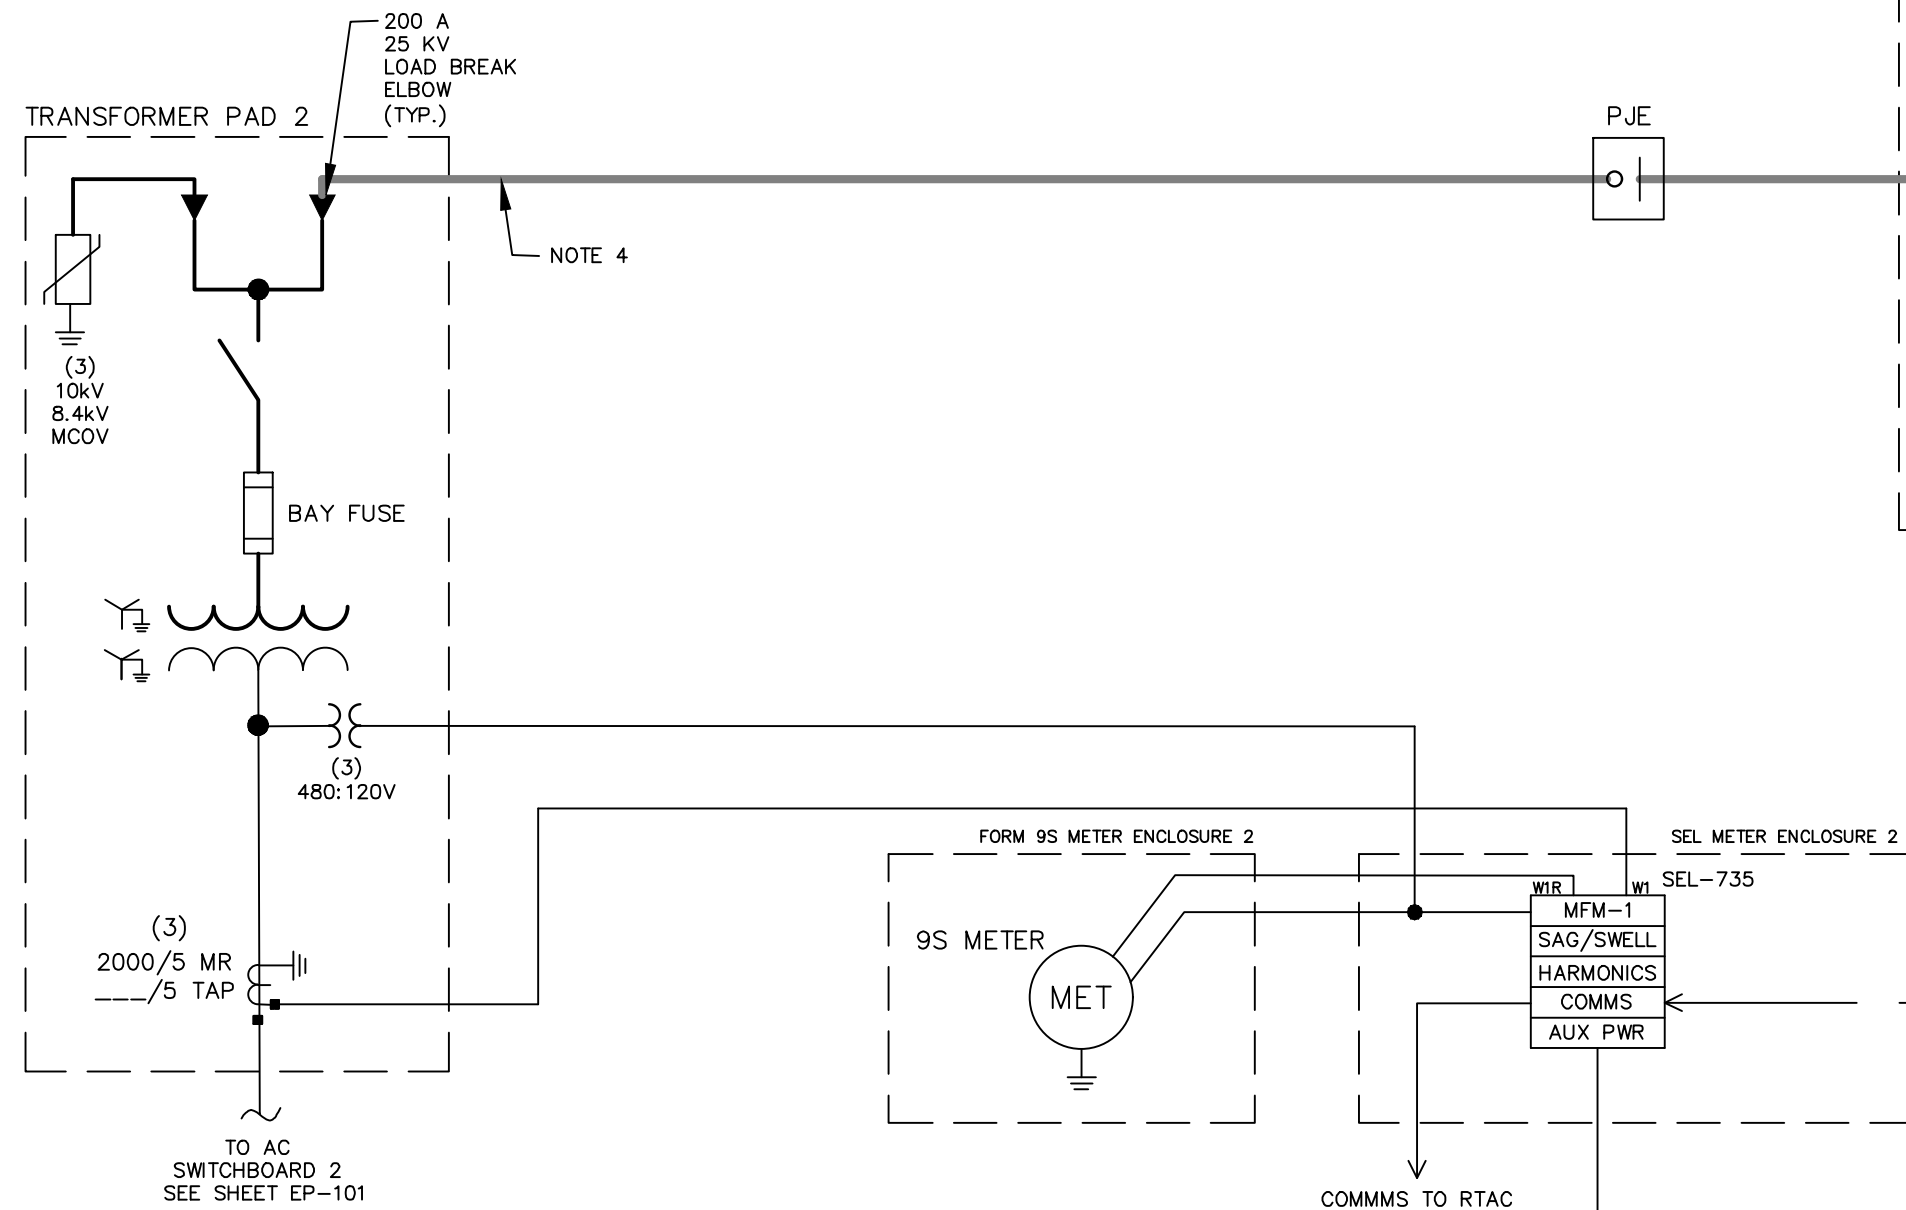 200 A
25 KV
LOAD BREAK
ELBOW
(TYP.)
TRANSFORMER PAD 2
PJE
NOTE 4
(3)
10kV
8.4kV
MCOV
BAY FUSE
(3)
480:120V
FORM 9S METER ENCLOSURE 2
SEL METER ENCLOSURE 2
SEL-735
W1R
W1
MFM-1
SAG/SWELL
HARMONICS
COMMS
AUX PWR
9S METER
MET
(3)
2000/5 MR
___/5 TAP
TO AC
SWITCHBOARD 2
SEE SHEET EP-101
COMMMS TO RTAC